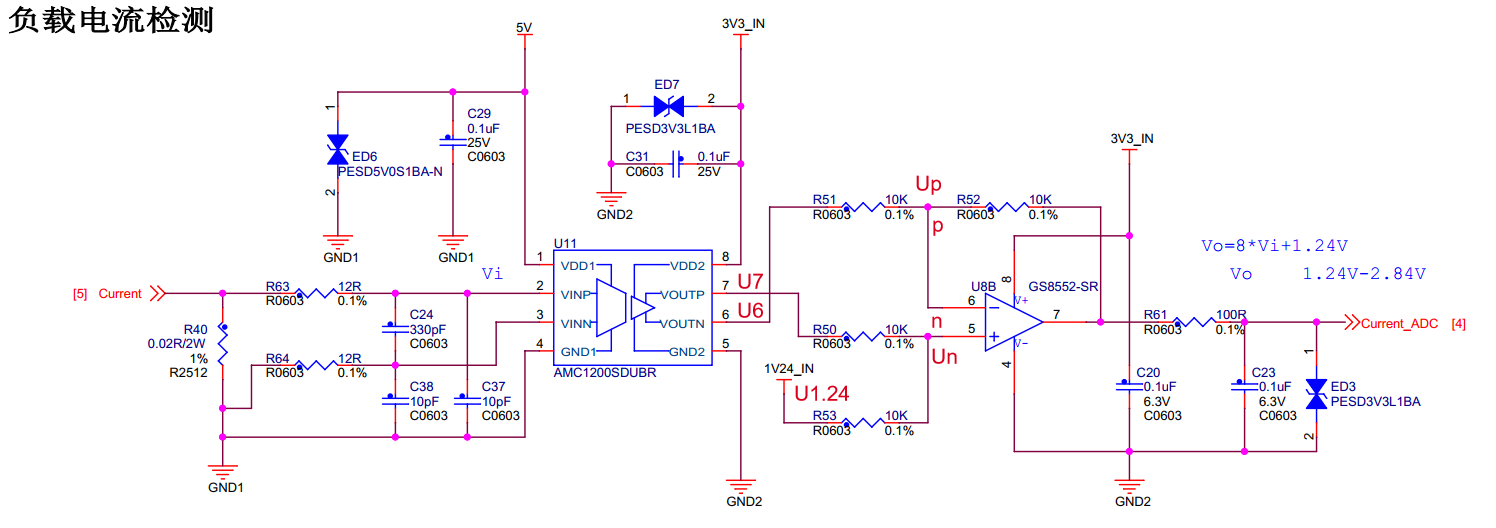 负载电流检测
5V
3V3_IN
ED7
1
2
PESD3V3L1BA
C31
0.1uF
C0603
25V
GND2
1
ED6
PESD5V0S1BA-N
2
GND1
C29
0.1uF
25V
C0603
GND1
3V3_IN
R51
10K
R0603
0.1%
Up
p
R52
10K
R0603
0.1%
Vo=8*Vi+1.24V
Vo 1.24V-2.84V
U11
1
VDD1
VDD2
8
Vi
2
VINP
VOUTP
7
U7
3
VINN
VOUTN
6
U6
4
GND1
GND2
5
AMC1200SDUBR
[5] Current
R63
12R
R0603
0.1%
R40
0.02R/2W
1%
R2512
C24
330pF
C0603
R64
12R
R0603
0.1%
C38
10pF
C0603
C37
10pF
C0603
GND1
U8B
GS8552-SR
8
V+
6
n
5
7
V-
4
R50
10K
R0603
0.1%
Un
1V24_IN
U1.24
R53
10K
R0603
0.1%
GND2
R61
100R
R0603
0.1%
Current_ADC [4]
C20
0.1uF
6.3V
C0603
C23
0.1uF
6.3V
C0603
1
ED3
PESD3V3L1BA
2
GND2